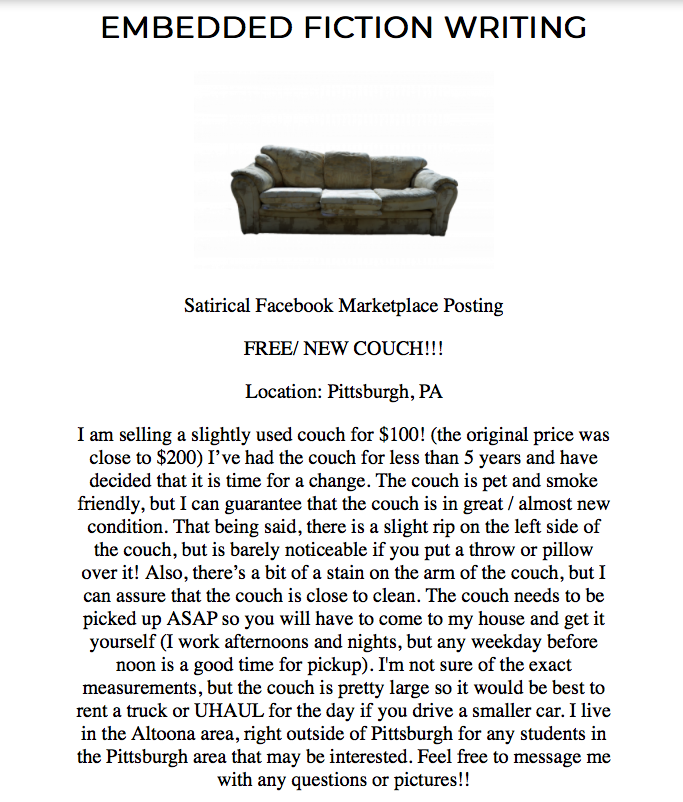 EMBEDDED FICTION WRITING
Satirical Facebook Marketplace Posting
FREE/ NEW COUCH!!!
Location: Pittsburgh, PA
I am selling a slightly used couch for $100! (the original price was
close to $200) I’ve had the couch for less than 5 years and have
decided that it is time for a change. The couch is pet and smoke
friendly, but I can guarantee that the couch is in great / almost new
condition. That being said, there is a slight rip on the left side of
the couch, but is barely noticeable if you put a throw or pillow
over it! Also, there’s a bit of a stain on the arm of the couch, but I
can assure that the couch is close to clean. The couch needs to be
picked up ASAP so you will have to come to my house and get it
yourself (I work afternoons and nights, but any weekday before
noon is a good time for pickup). I'm not sure of the exact
measurements, but the couch is pretty large so it would be best to
rent a truck or UHAUL for the day if you drive a smaller car. I live
in the Altoona area, right outside of Pittsburgh for any students in
the Pittsburgh area that may be interested. Feel free to message me
with any questions or pictures!!